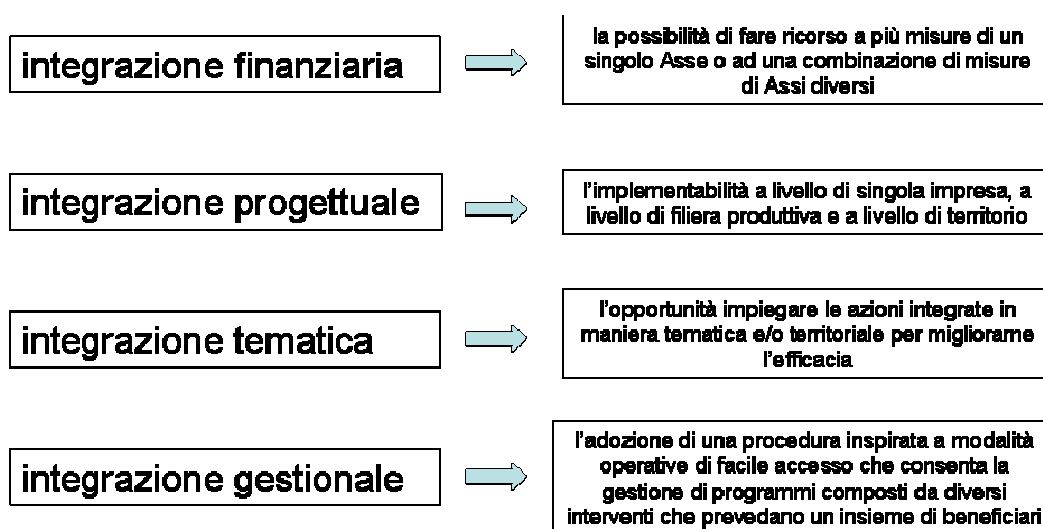 integrazione finanziaria
la possibilità di fare ricorso a più misure di un
singolo Asse o ad una combinazione di misure
di Assi diversi
integrazione progettuale
l'implementabilità a livello di singola impresa, a
livello di filiera produttiva e a livello di territorio
integrazione tematica
l'opportunità impiegare le azioni integrate in
maniera tematica e/o territoriale per migliorarne
l'efficacia
integrazione gestionale
l'adozione di una procedura inspirata a modalità
operative di facile accesso che consenta la
gestione di programmi composti da diversi
interventi che prevedano un insieme di beneficiari